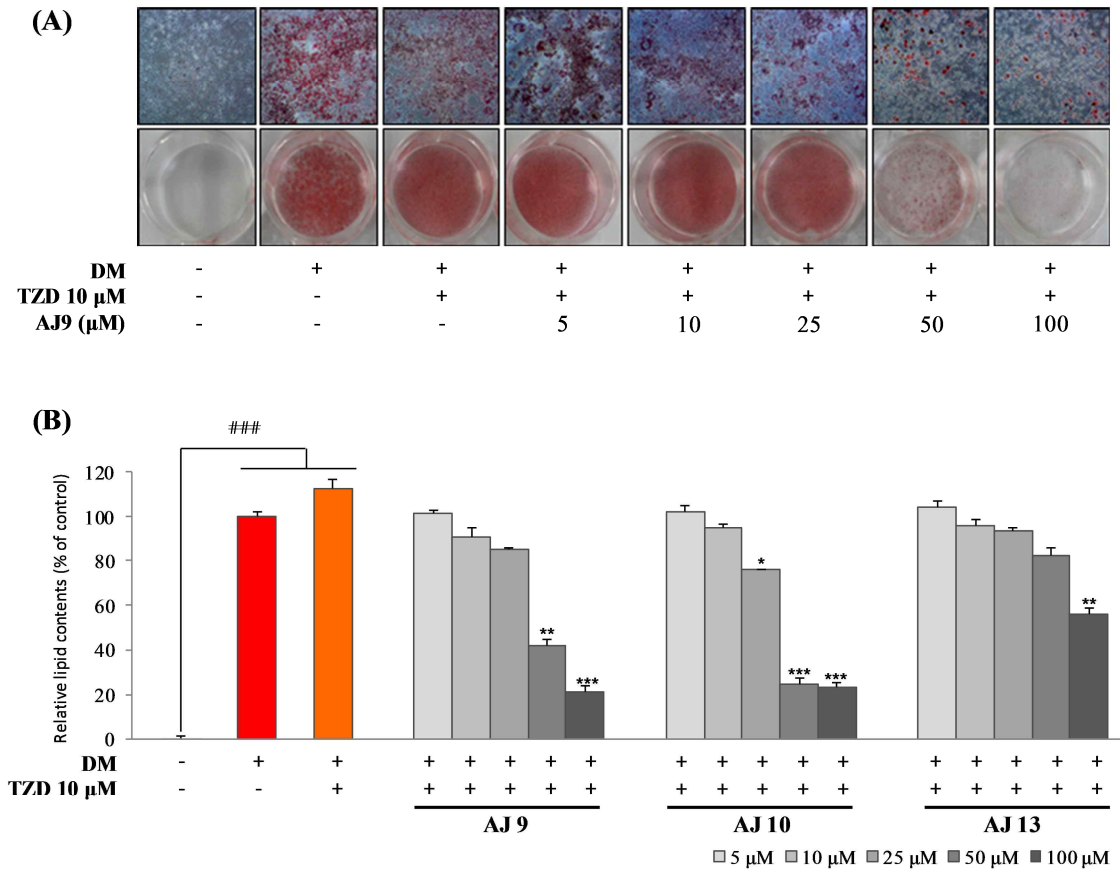 (A)
DM - + + + + + + +
TZD 10 μM - - + + + + + +
AJ9 (μM) - - - 5 10 25 50 100
(B)
###
Relative lipid contents (% of control)
120
100
80
60
40
20
0
** *** * *** *** **
DM - + + + + + + + + + + + + + + + + +
TZD 10 μM - - + + + + + + + + + + + + + + + +
AJ 9 AJ 10 AJ 13
5 μM 10 μM 25 μM 50 μM 100 μM